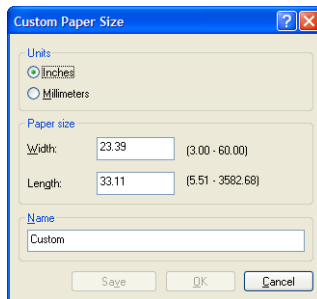 Custom Paper Size
Units
Inches
Millimeters
Paper size
Width: 23.39 (3.00 - 60.00)
Length: 33.11 (5.51 - 3582.68)
Name
Custom
Save OK Cancel